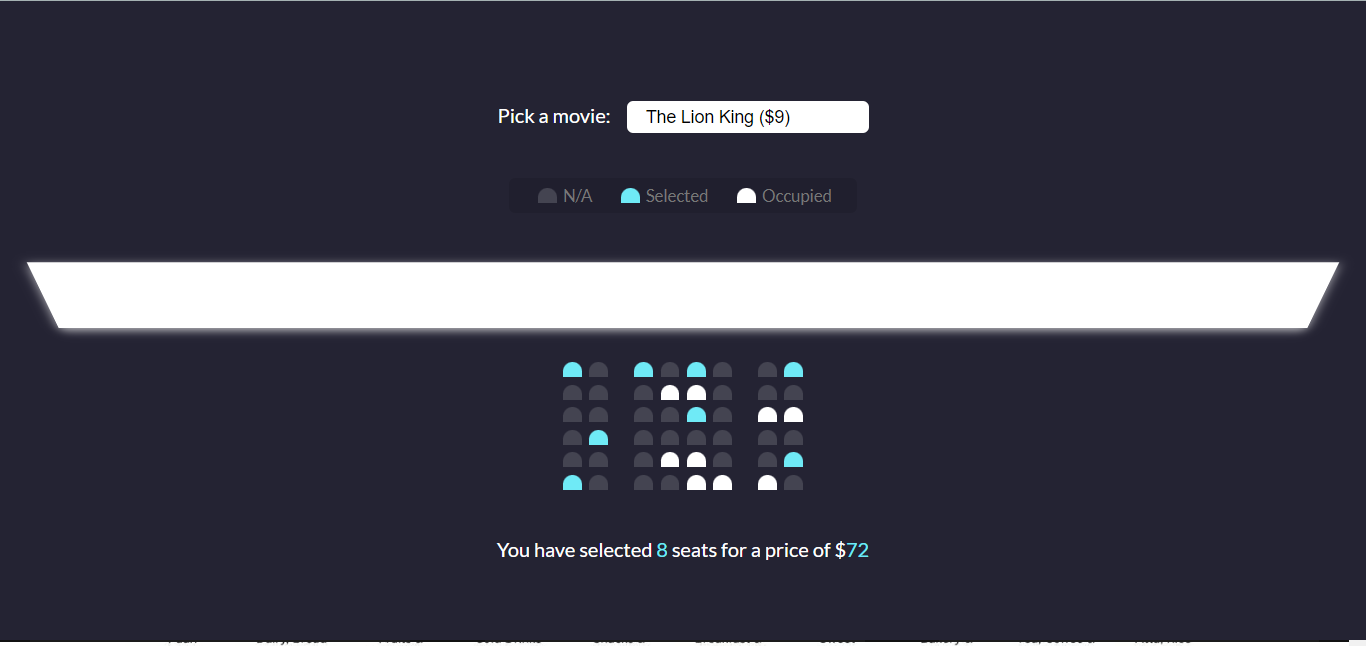 Pick a movie: The Lion King ($9)
N/A Selected Occupied
You have selected 8 seats for a price of $72